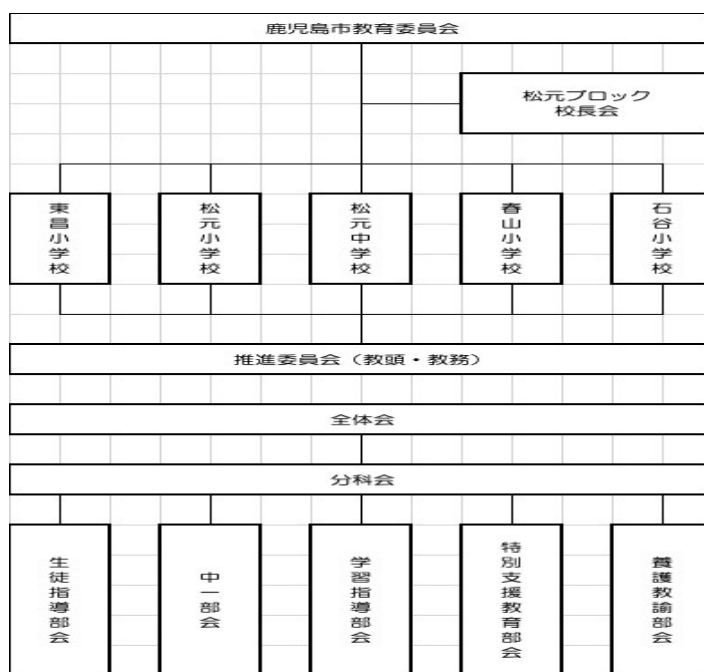 鹿児島市教育委員会
松元ブロック
校長会
東昌小学校
松元小学校
松元中学校
春山小学校
石谷小学校
推進委員会（教頭・教務）
全体会
分科会
生徒指導部会
中一部会
学習指導部会
特別支援教育部会
養護教諭部会